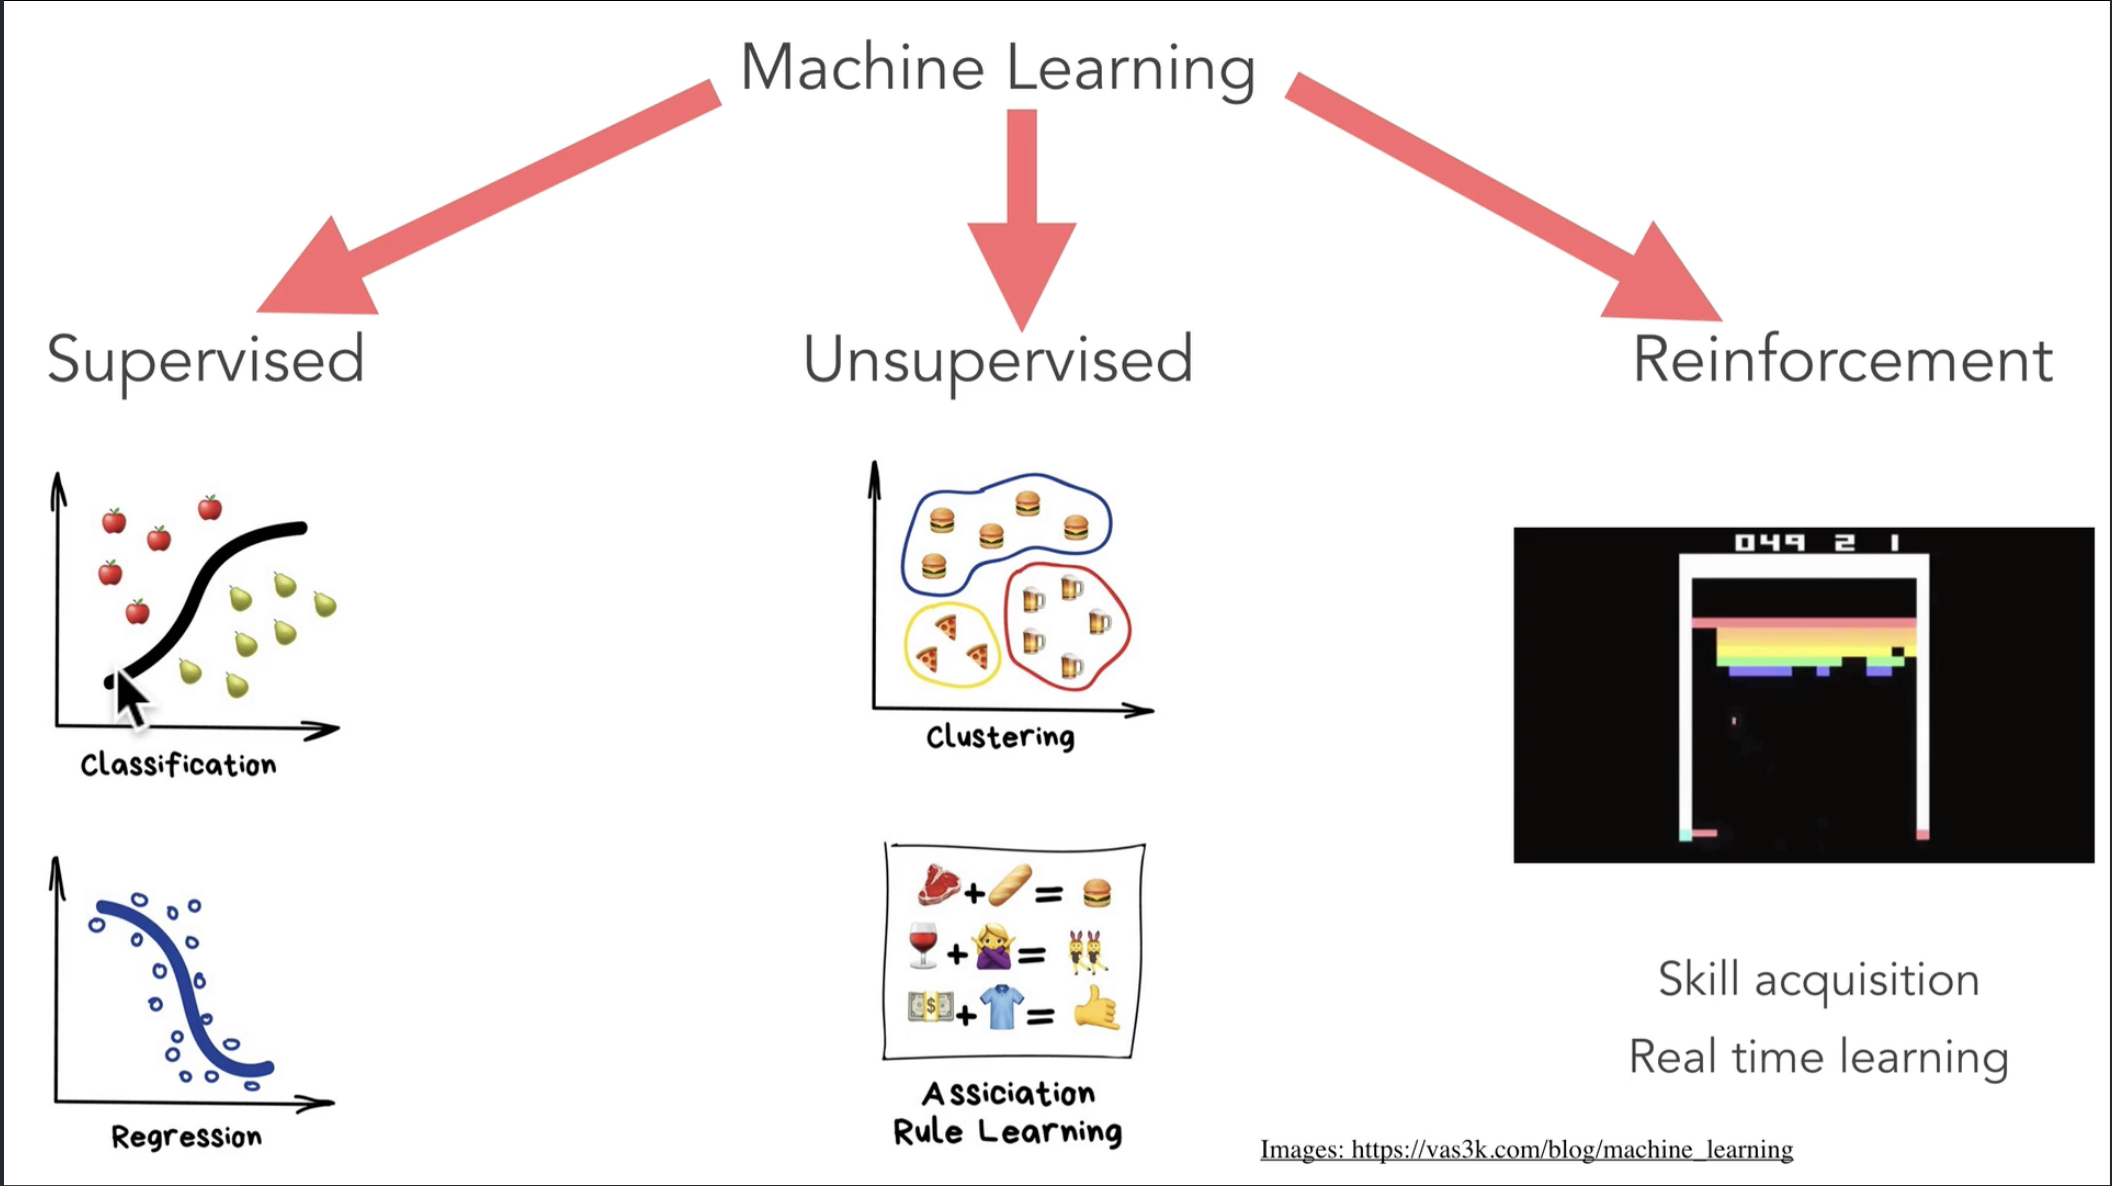 Machine Learning
Supervised
Unsupervised
Reinforcement
Classification
Regression
Clustering
$
Assiciation
Rule Learning
049 2 1
Skill acquisition
Real time learning
Images: https://vas3k.com/blog/machine_learning